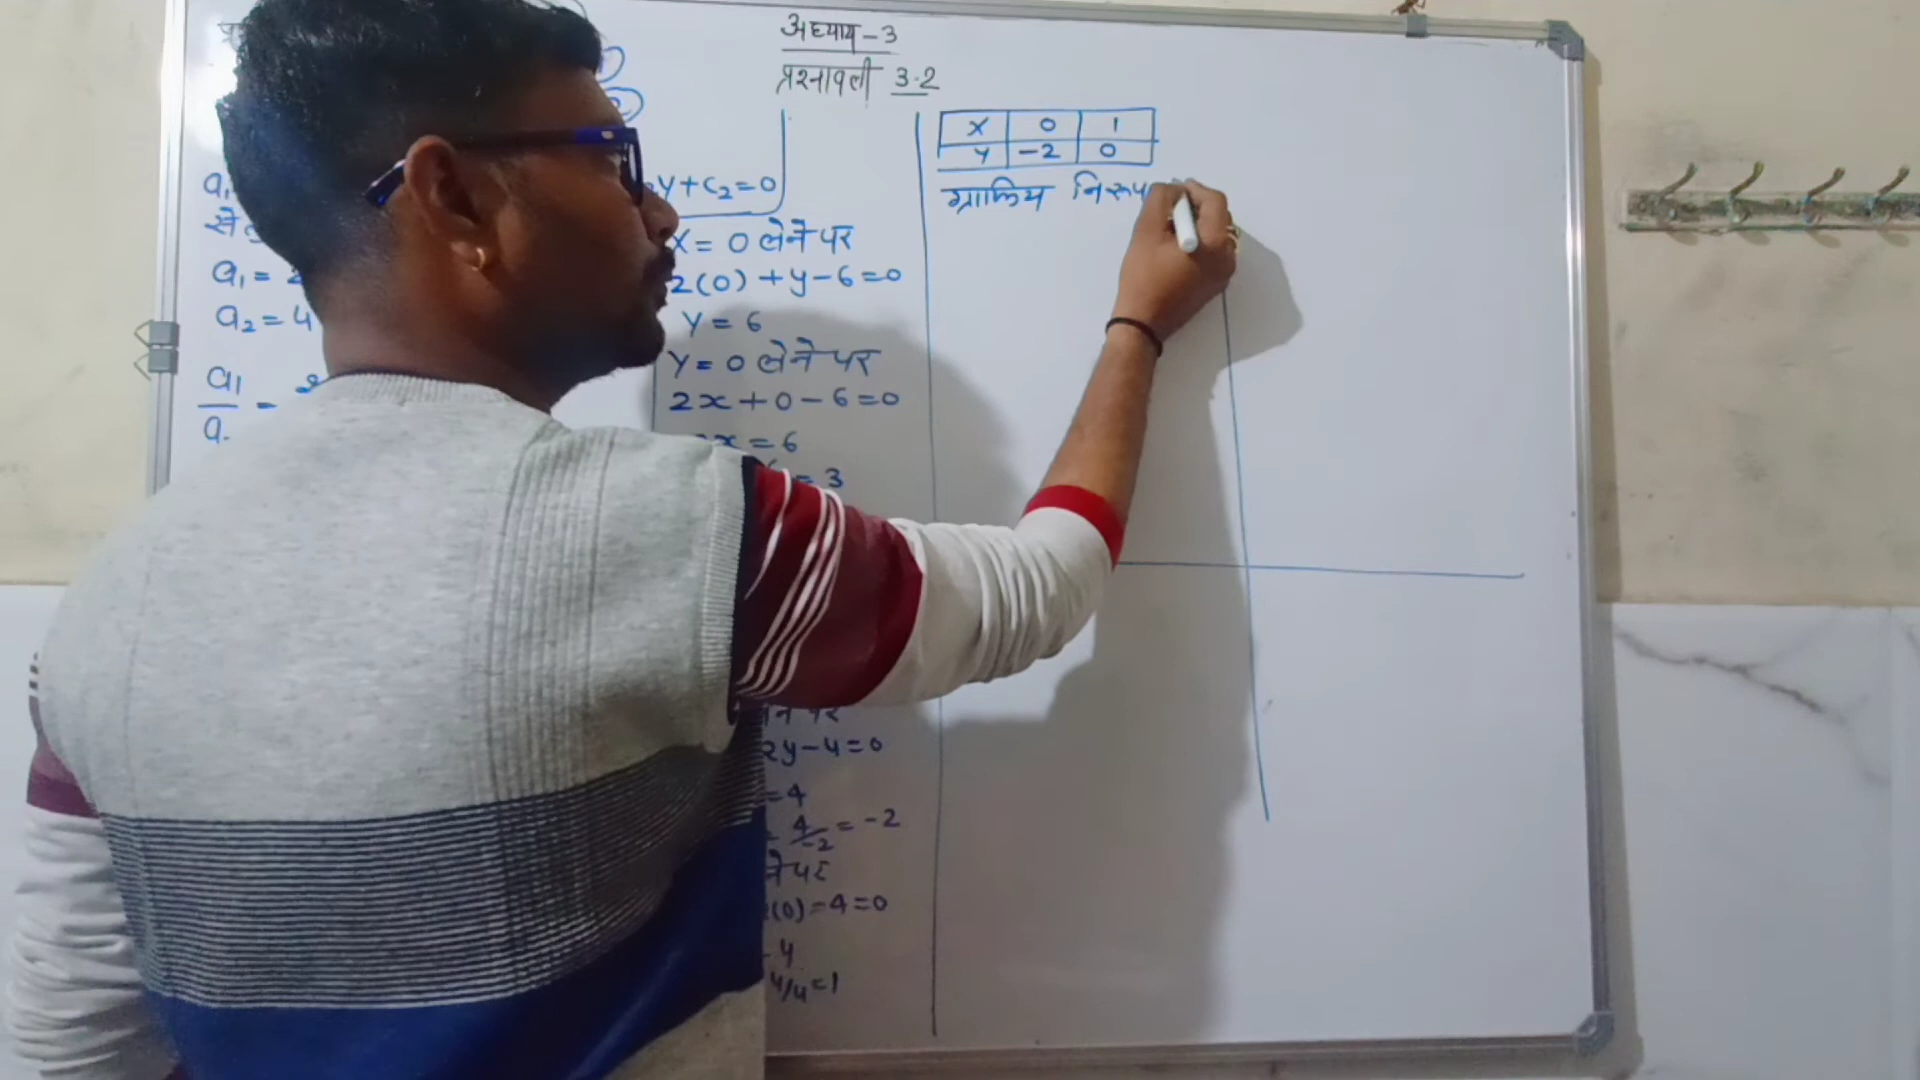 अध्याय-3
प्रश्नावली 3.2
y+c₂=0
से
a₁=2
a₂=4
a₁
x=0 लेने पर
2(0)+y-6=0
y=6
y=0 लेने पर
2x+0-6=0
x=6
=3
2y-4=0
=4
4/-2=-2
(0)-4=0
4
4/4=1
x 0 1
y -2 0
ग्राफिय निरूप